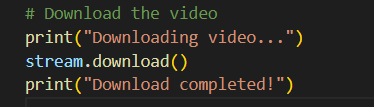 # Download the video
print("Downloading video...")
stream.download()
print("Download completed!")